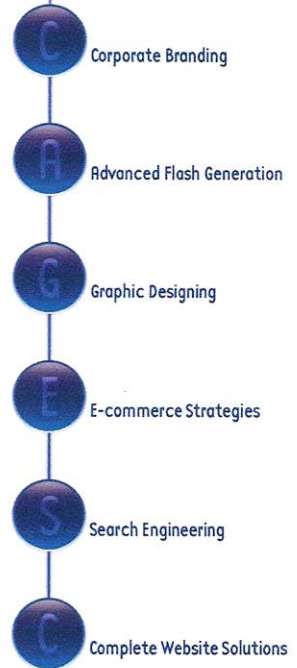 C
Corporate Branding
A
Advanced Flash Generation
G
Graphic Designing
E
E-commerce Strategies
S
Search Engineering
C
Complete Website Solutions